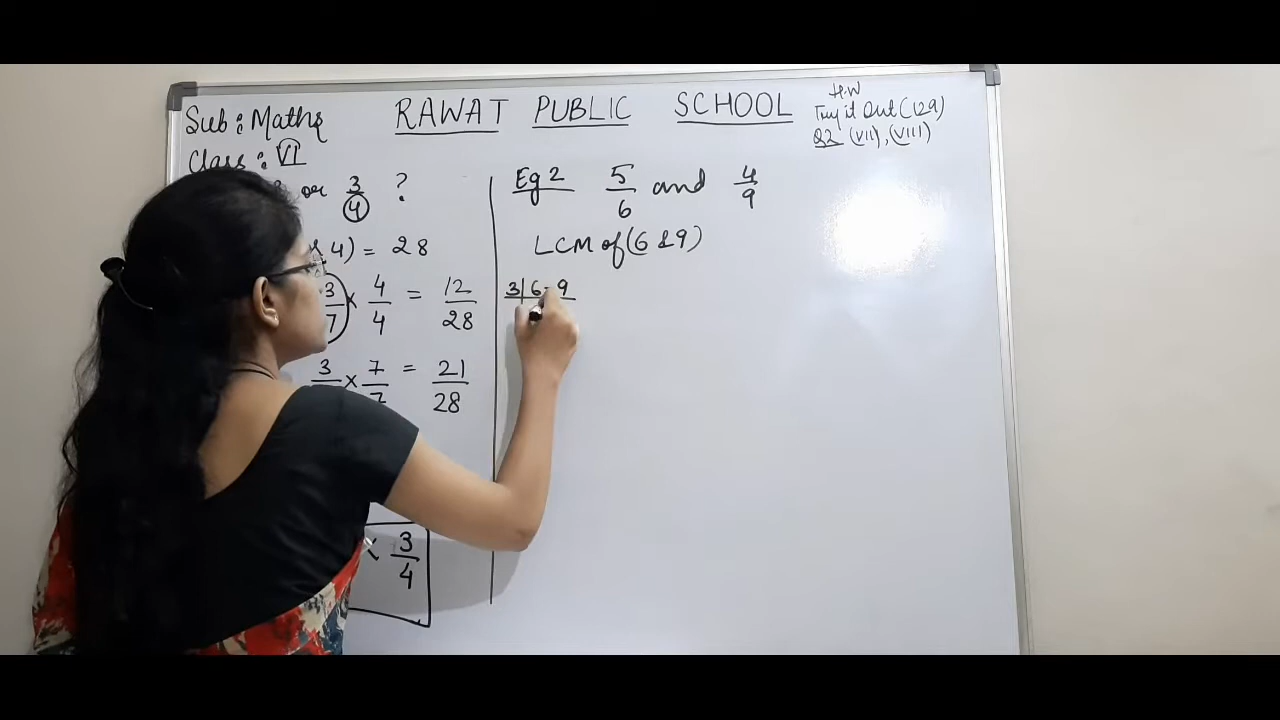 Sub : Maths
RAWAT PUBLIC SCHOOL
H.W
Try it Out (129)
Q2 (VII), (VIII)
Class : VI
or 3/4 ?
4) = 28
3/7 × 4/4 = 12/28
3/ × 7/7 = 21/28
3/4
Eg 2 5/6 and 4/9
LCM of (6 & 9)
3| 6 - 9